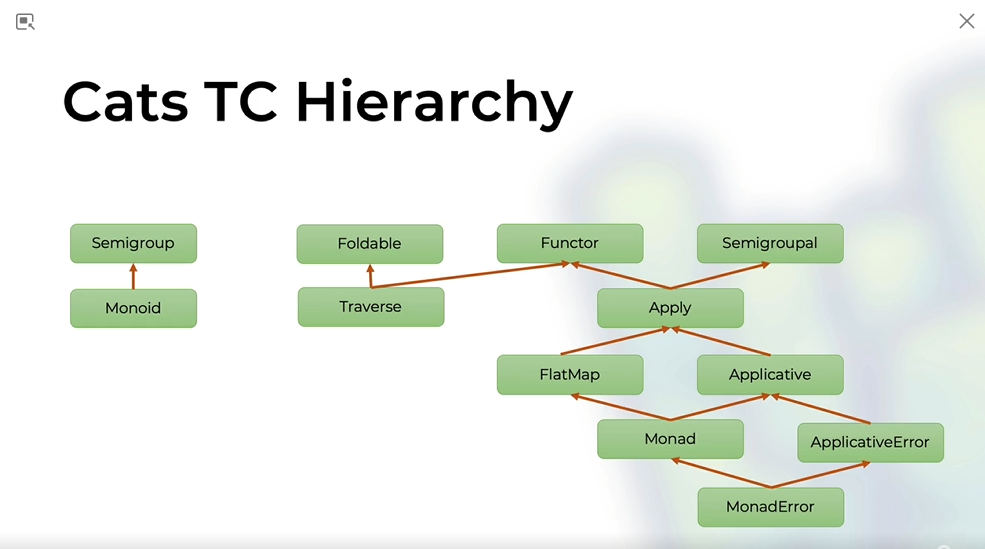 Cats TC Hierarchy
Semigroup
Foldable
Functor
Semigroupal
Monoid
Traverse
Apply
FlatMap
Applicative
Monad
ApplicativeError
MonadError